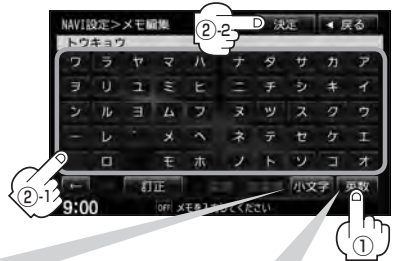 NAVI設定>メモ編集 ②-2 決定 ◀ 戻る
トウキョウ
ワ ラ ヤ マ ハ ナ タ サ カ ア
ヲ リ ユ ミ ヒ ニ チ シ キ イ
ン ル ヨ ム フ ヌ ツ ス ク ウ
ー レ ゛ メ ヘ ネ テ セ ケ エ
ロ モ ホ ノ ト ソ コ オ
②-1 ← 訂正 小文字 英数
9:00 OFF メモを入力してください
①